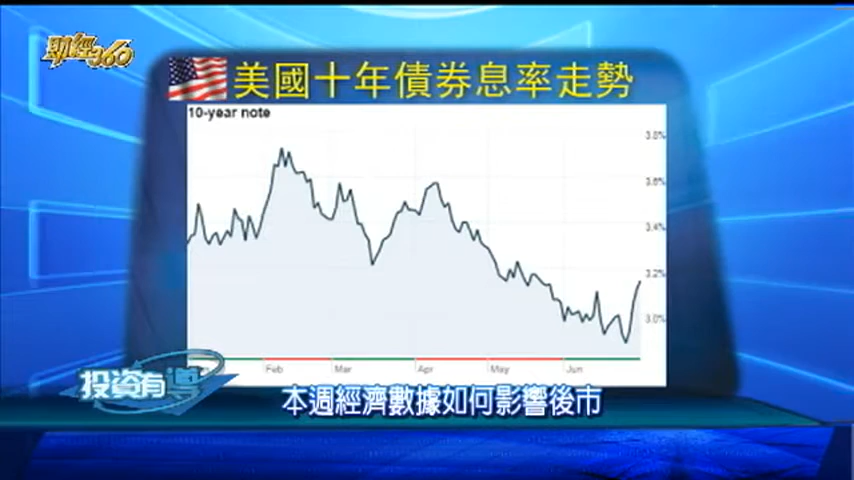 財經360
美國十年債券息率走勢
10-year note
3.8%
3.6%
3.4%
3.2%
3.0%
Feb
Mar
Apr
May
Jun
投資有導
本週經濟數據如何影響後市